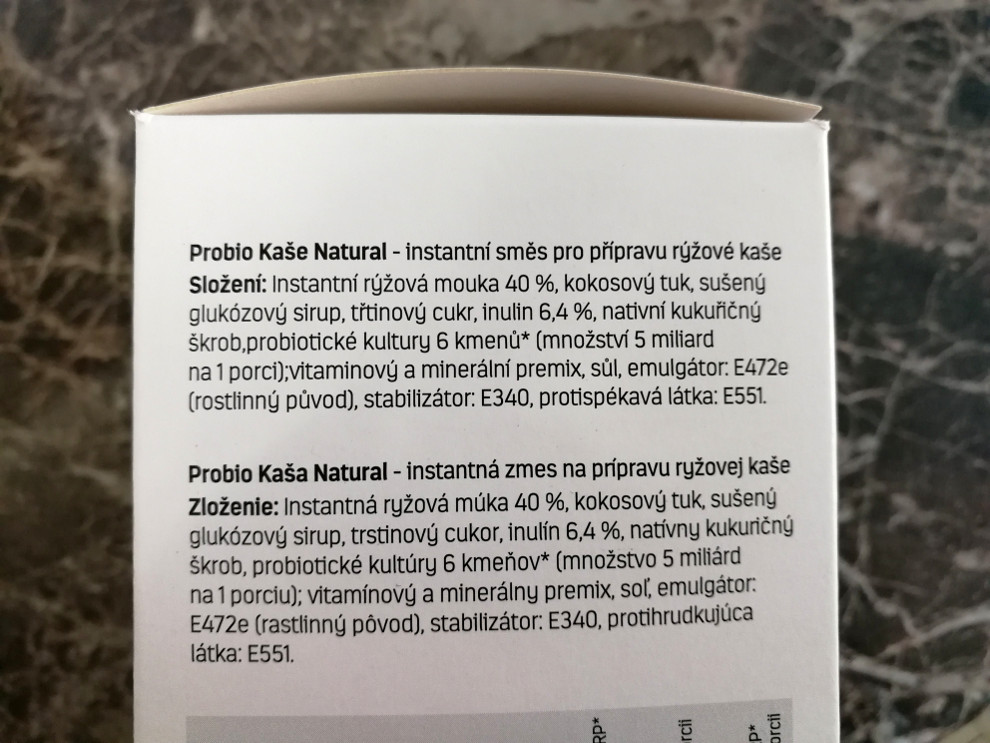 Probio Kaše Natural - instantní směs pro přípravu rýžové kaše
Složení: Instantní rýžová mouka 40 %, kokosový tuk, sušený
glukózový sirup, třtinový cukr, inulin 6,4 %, nativní kukuřičný
škrob,probiotické kultury 6 kmenů* (množství 5 miliard
na 1 porci);vitaminový a minerální premix, sůl, emulgátor: E472e
(rostlinný původ), stabilizátor: E340, protispékavá látka: E551.
Probio Kaša Natural - instantná zmes na prípravu ryžovej kaše
Zloženie: Instantná ryžová múka 40 %, kokosový tuk, sušený
glukózový sirup, trstinový cukor, inulín 6,4 %, natívny kukuričný
škrob, probiotické kultúry 6 kmeňov* (množstvo 5 miliárd
na 1 porciu); vitamínový a minerálny premix, soľ, emulgátor:
E472e (rastlinný pôvod), stabilizátor: E340, protihrudkujúca
látka: E551.